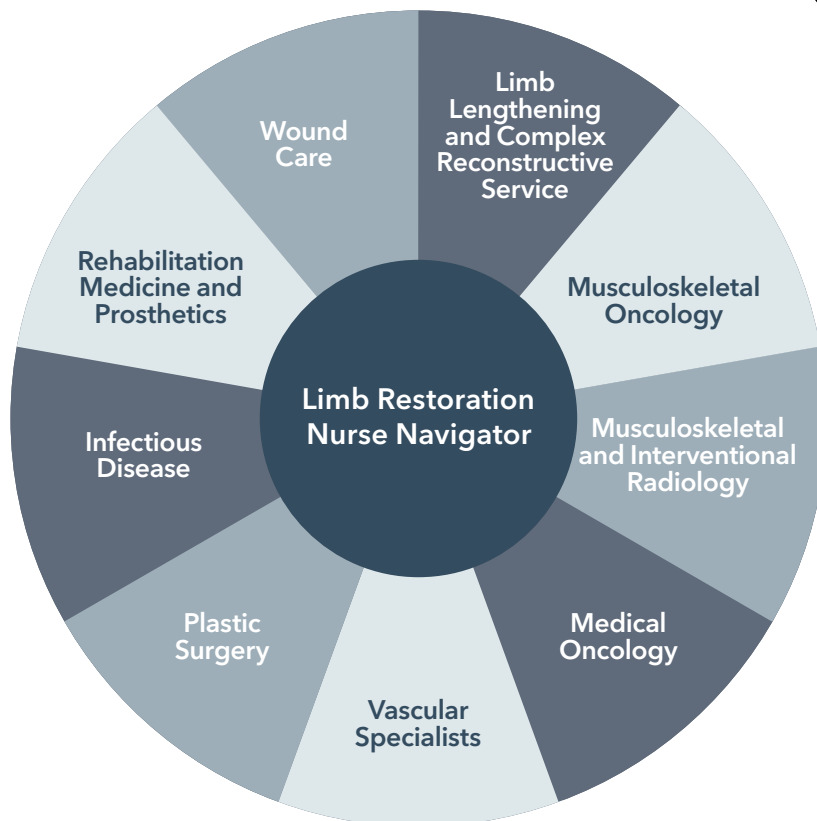 Limb
Lengthening
and Complex
Reconstructive
Service
Wound
Care
Musculoskeletal
Oncology
Rehabilitation
Medicine and
Prosthetics
Limb Restoration
Nurse Navigator
Musculoskeletal
and Interventional
Radiology
Infectious
Disease
Medical
Oncology
Plastic
Surgery
Vascular
Specialists